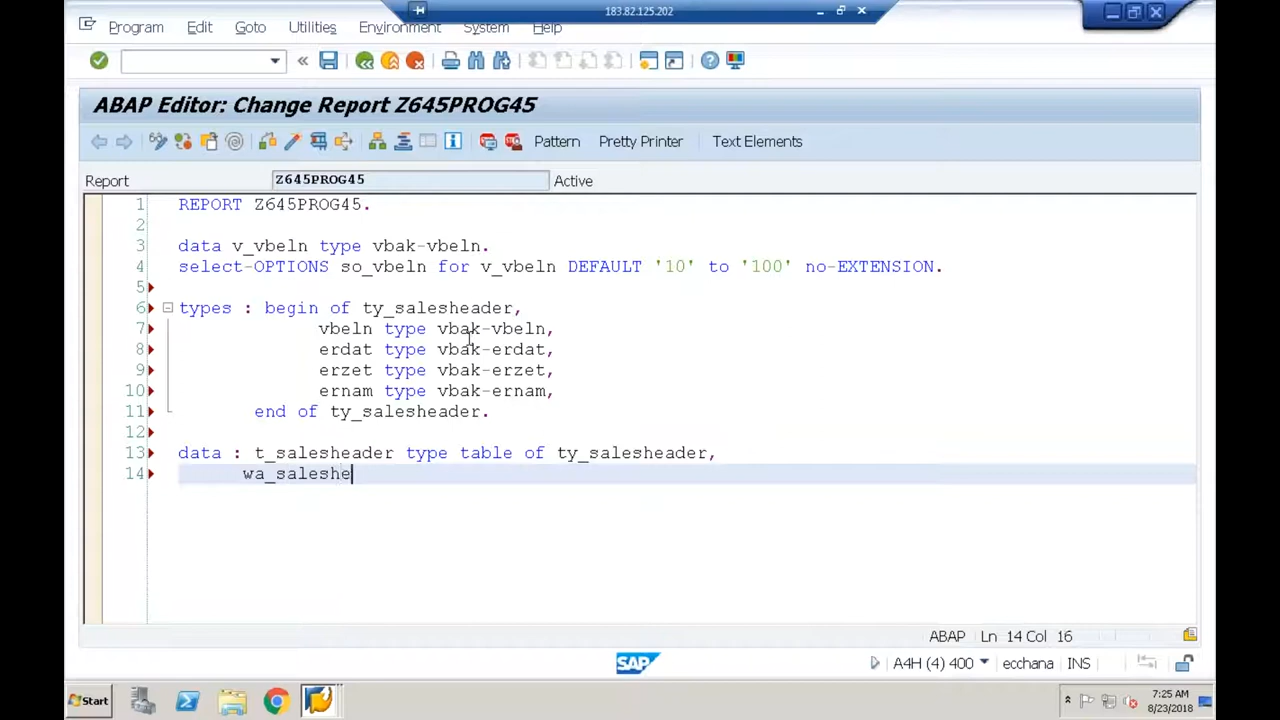 183.82.125.202
Program Edit Goto Utilities Environment System Help
ABAP Editor: Change Report Z645PROG45
Pattern Pretty Printer Text Elements
Report Z645PROG45 Active
1 REPORT Z645PROG45.
2
3 data v_vbeln type vbak-vbeln.
4 select-OPTIONS so_vbeln for v_vbeln DEFAULT '10' to '100' no-EXTENSION.
5
6 types : begin of ty_salesheader,
7 vbeln type vbak-vbeln,
8 erdat type vbak-erdat,
9 erzet type vbak-erzet,
10 ernam type vbak-ernam,
11 end of ty_salesheader.
12
13 data : t_salesheader type table of ty_salesheader,
14 wa_saleshe
ABAP Ln 14 Col 16
SAP A4H (4) 400 ecchana INS
Start 7:25 AM
8/23/2018